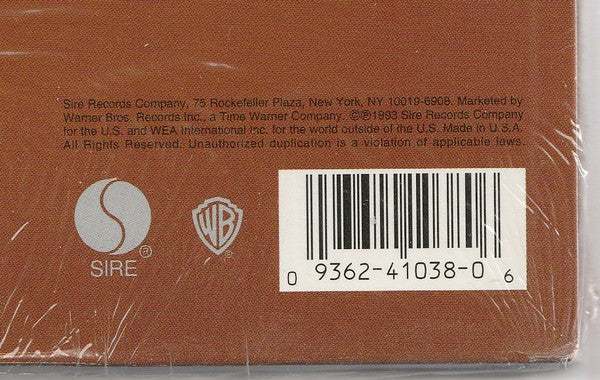 Sire Records Company, 75 Rockefeller Plaza, New York, NY 10019-6908. Marketed by
Warner Bros. Records Inc., a Time Warner Company. ©℗1993 Sire Records Company
for the U.S. and WEA International Inc. for the world outside of the U.S. Made in U.S.A.
All Rights Reserved. Unauthorized duplication is a violation of applicable laws.
S
SIRE ®
WB ®
0 9362-41038-0 6